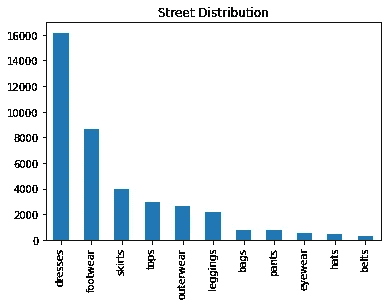 Street Distribution
16000
14000
12000
10000
8000
6000
4000
2000
0
dresses
footwear
skirts
tops
outerwear
leggings
bags
pants
eyewear
hats
belts